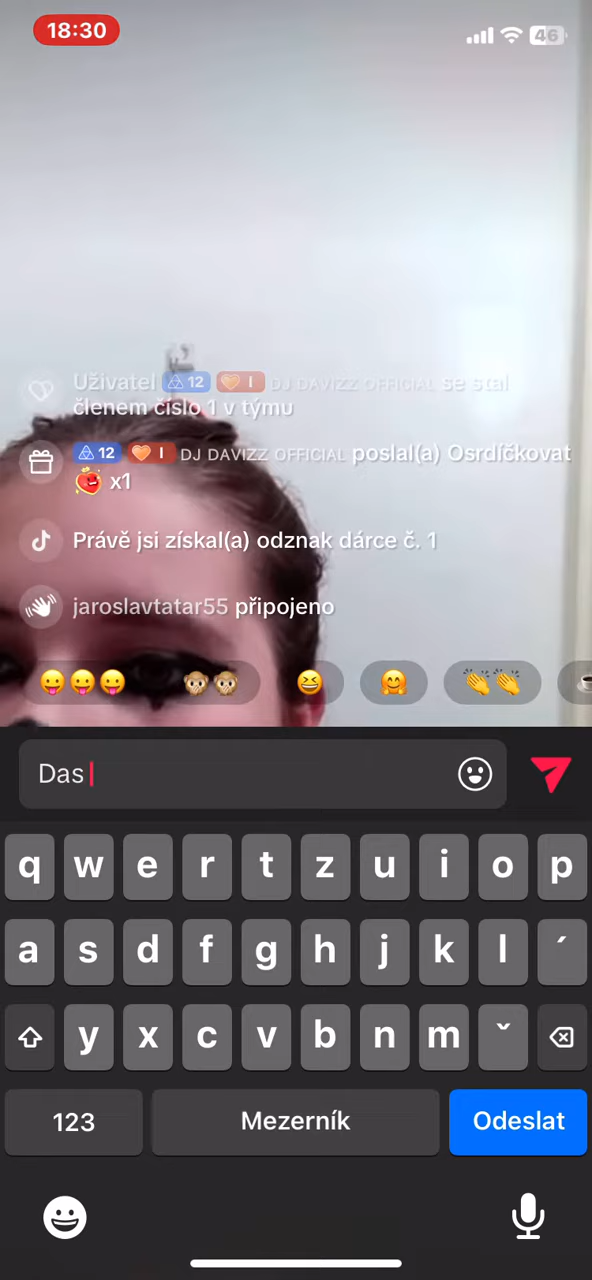 18:30
46
Uživatel 12 I DJ DAVIZZ OFFICIAL se stal
členem číslo 1 v týmu
12 I DJ DAVIZZ OFFICIAL poslal(a) Osrdíčkovat
x1
Právě jsi získal(a) odznak dárce č. 1
jaroslavtatar55 připojeno
Das
q w e r t z u i o p
a s d f g h j k l ´
y x c v b n m ˇ
123 Mezerník Odeslat